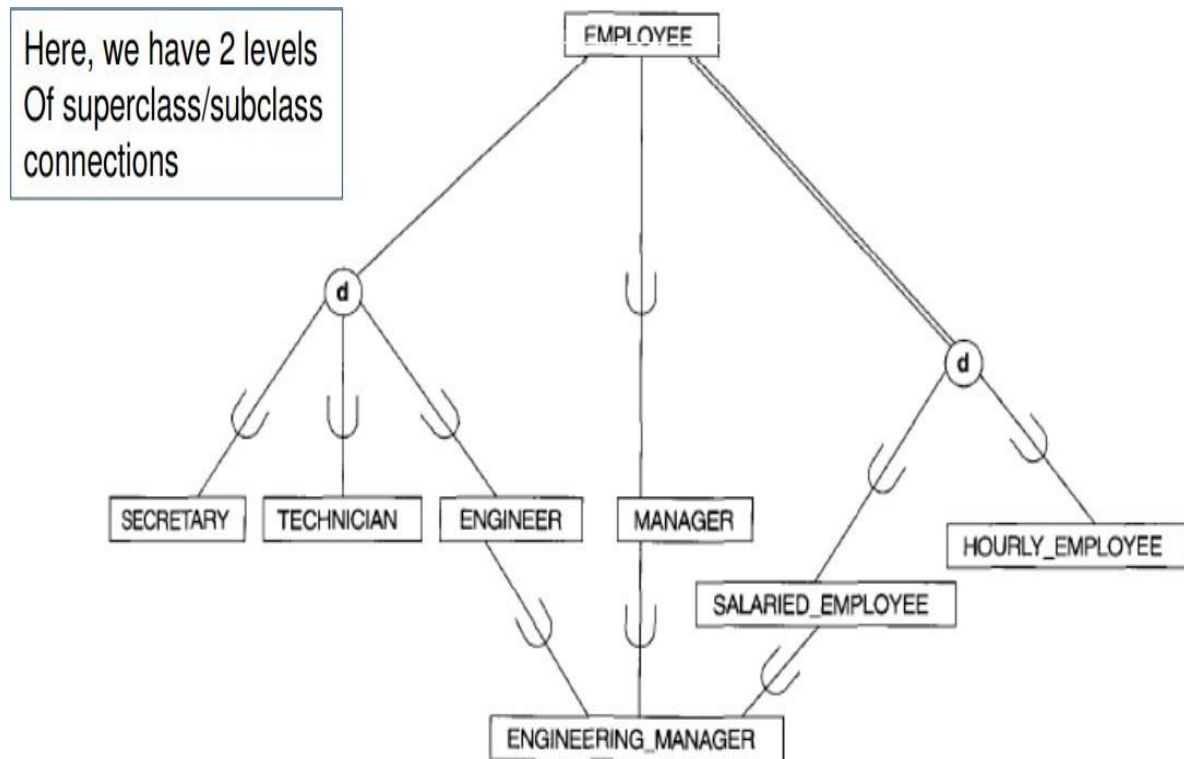 Here, we have 2 levels
Of superclass/subclass
connections
EMPLOYEE
d
d
SECRETARY
TECHNICIAN
ENGINEER
MANAGER
HOURLY_EMPLOYEE
SALARIED_EMPLOYEE
ENGINEERING_MANAGER